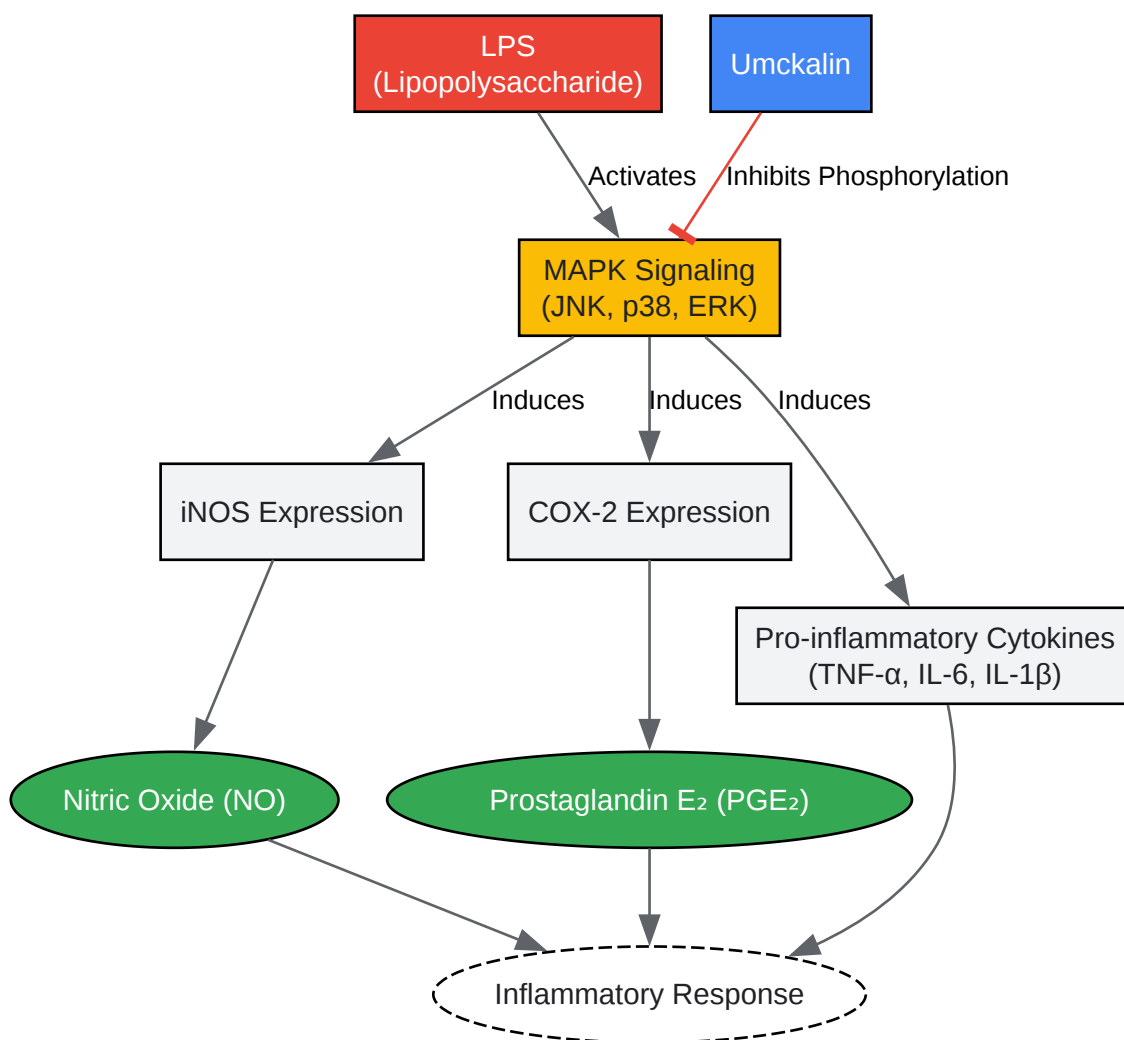 LPS
(Lipopolysaccharide)
Umckalin
Activates
Inhibits Phosphorylation
MAPK Signaling
(JNK, p38, ERK)
Induces
Induces
Induces
iNOS Expression
COX-2 Expression
Pro-inflammatory Cytokines
(TNF-α, IL-6, IL-1β)
Nitric Oxide (NO)
Prostaglandin E₂ (PGE₂)
Inflammatory Response